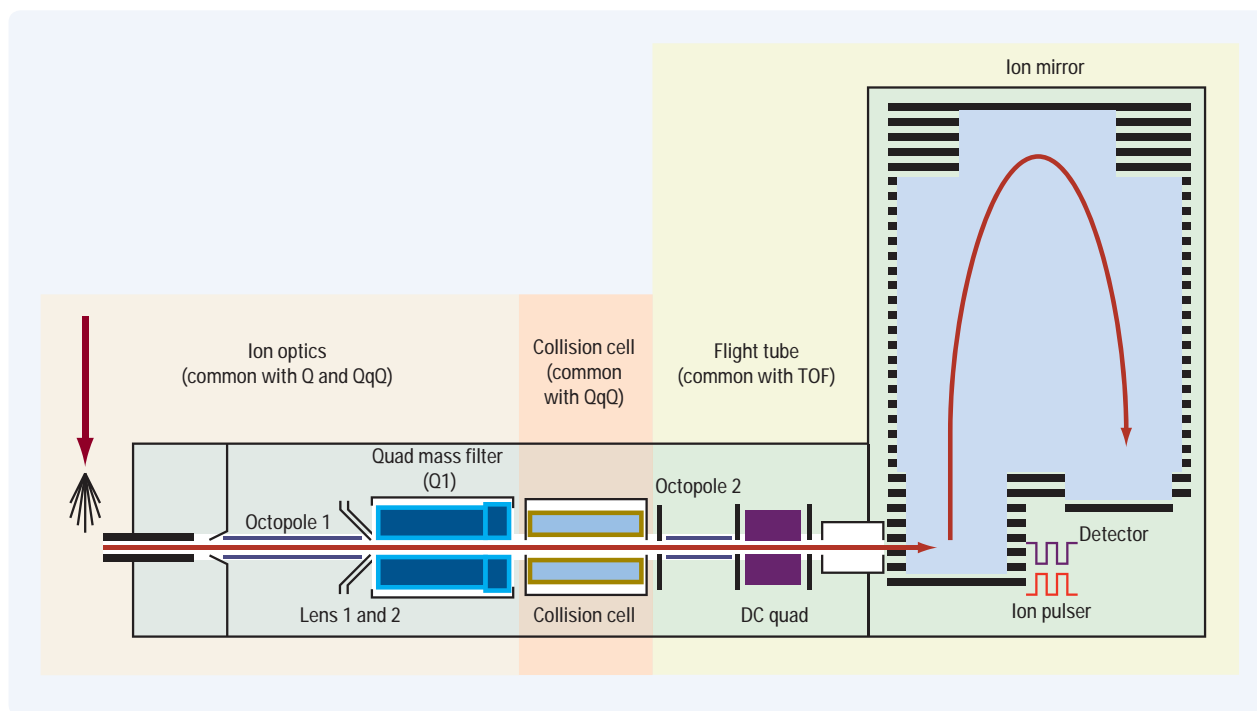 Ion mirror
Ion optics
(common with Q and QqQ)
Collision cell
(common
with QqQ)
Flight tube
(common with TOF)
Quad mass filter
(Q1)
Octopole 1
Octopole 2
Detector
Lens 1 and 2
Collision cell
DC quad
Ion pulser